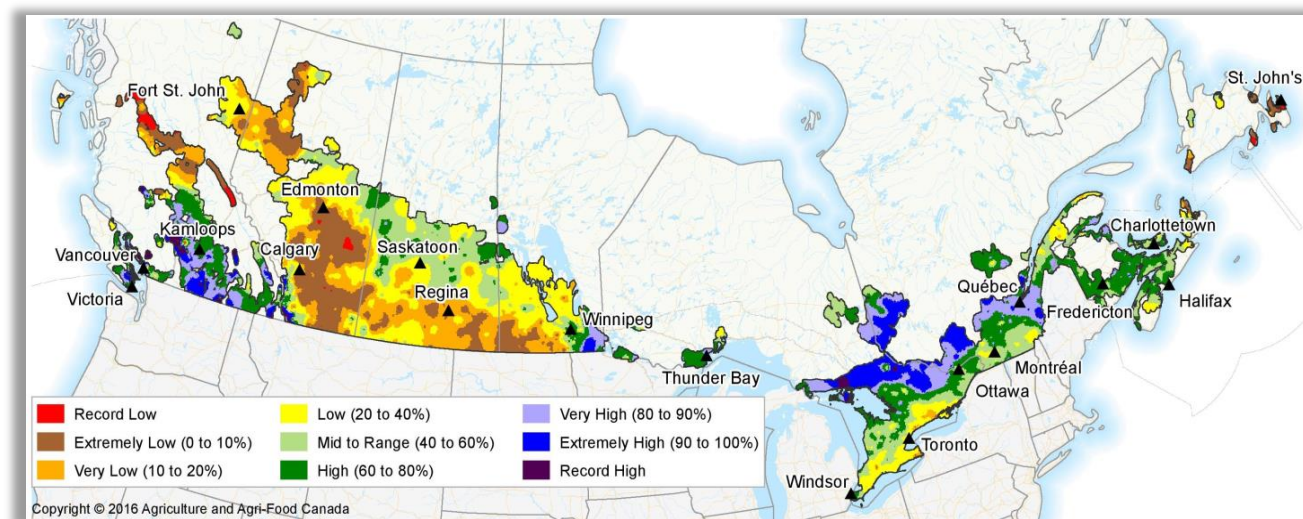 Fort St. John
St. John's
Edmonton
Kamloops
Charlottetown
Vancouver
Calgary
Saskatoon
Québec
Victoria
Regina
Halifax
Winnipeg
Fredericton
Montréal
Thunder Bay
Ottawa
Toronto
Windsor
Record Low
Low (20 to 40%)
Very High (80 to 90%)
Extremely Low (0 to 10%)
Mid to Range (40 to 60%)
Extremely High (90 to 100%)
Very Low (10 to 20%)
High (60 to 80%)
Record High
Copyright © 2016 Agriculture and Agri-Food Canada